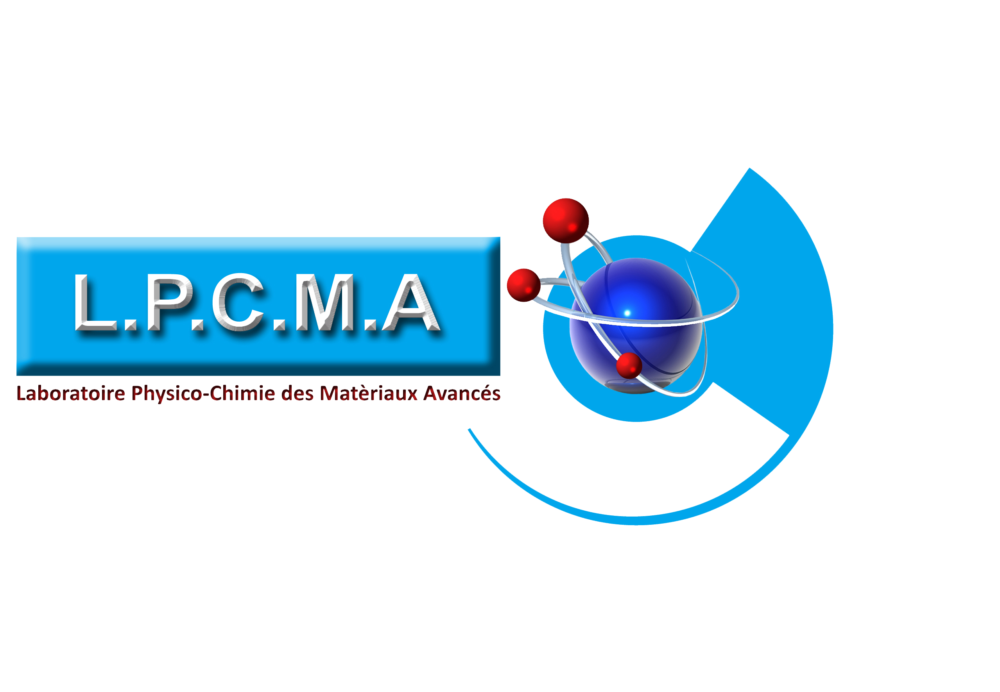 L.P.C.M.A
Laboratoire Physico-Chimie des Matèriaux Avancés